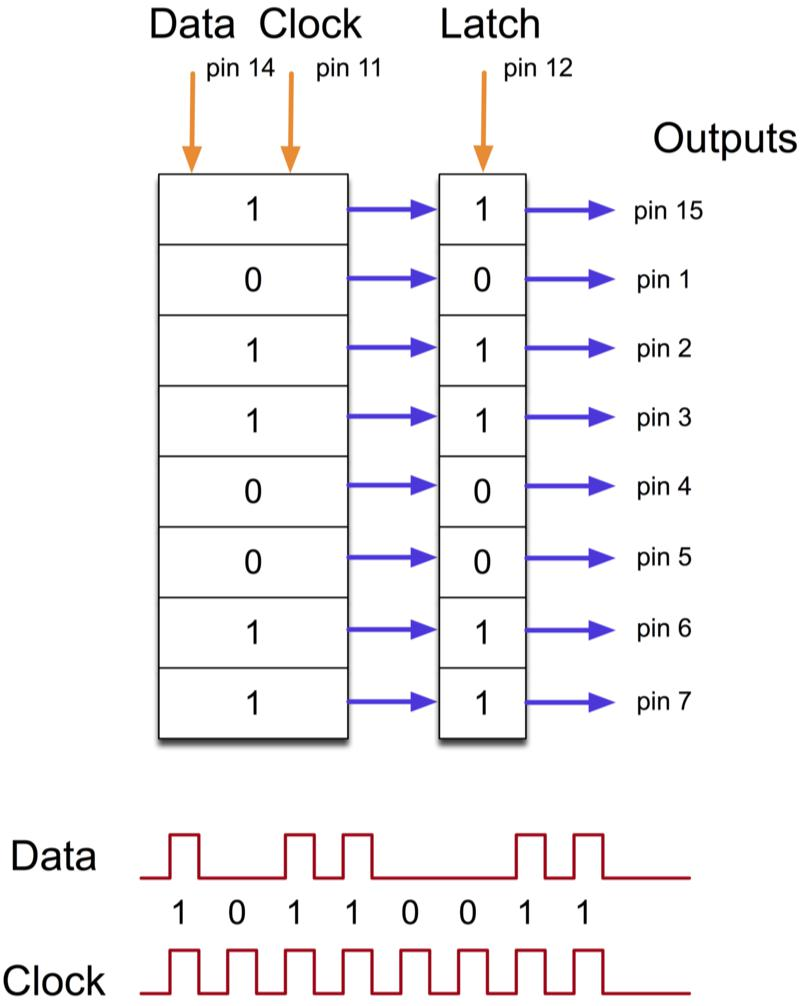 Data Clock Latch
pin 14 pin 11 pin 12
Outputs
1 1 pin 15
0 0 pin 1
1 1 pin 2
1 1 pin 3
0 0 pin 4
0 0 pin 5
1 1 pin 6
1 1 pin 7
Data
1 0 1 1 0 0 1 1
Clock